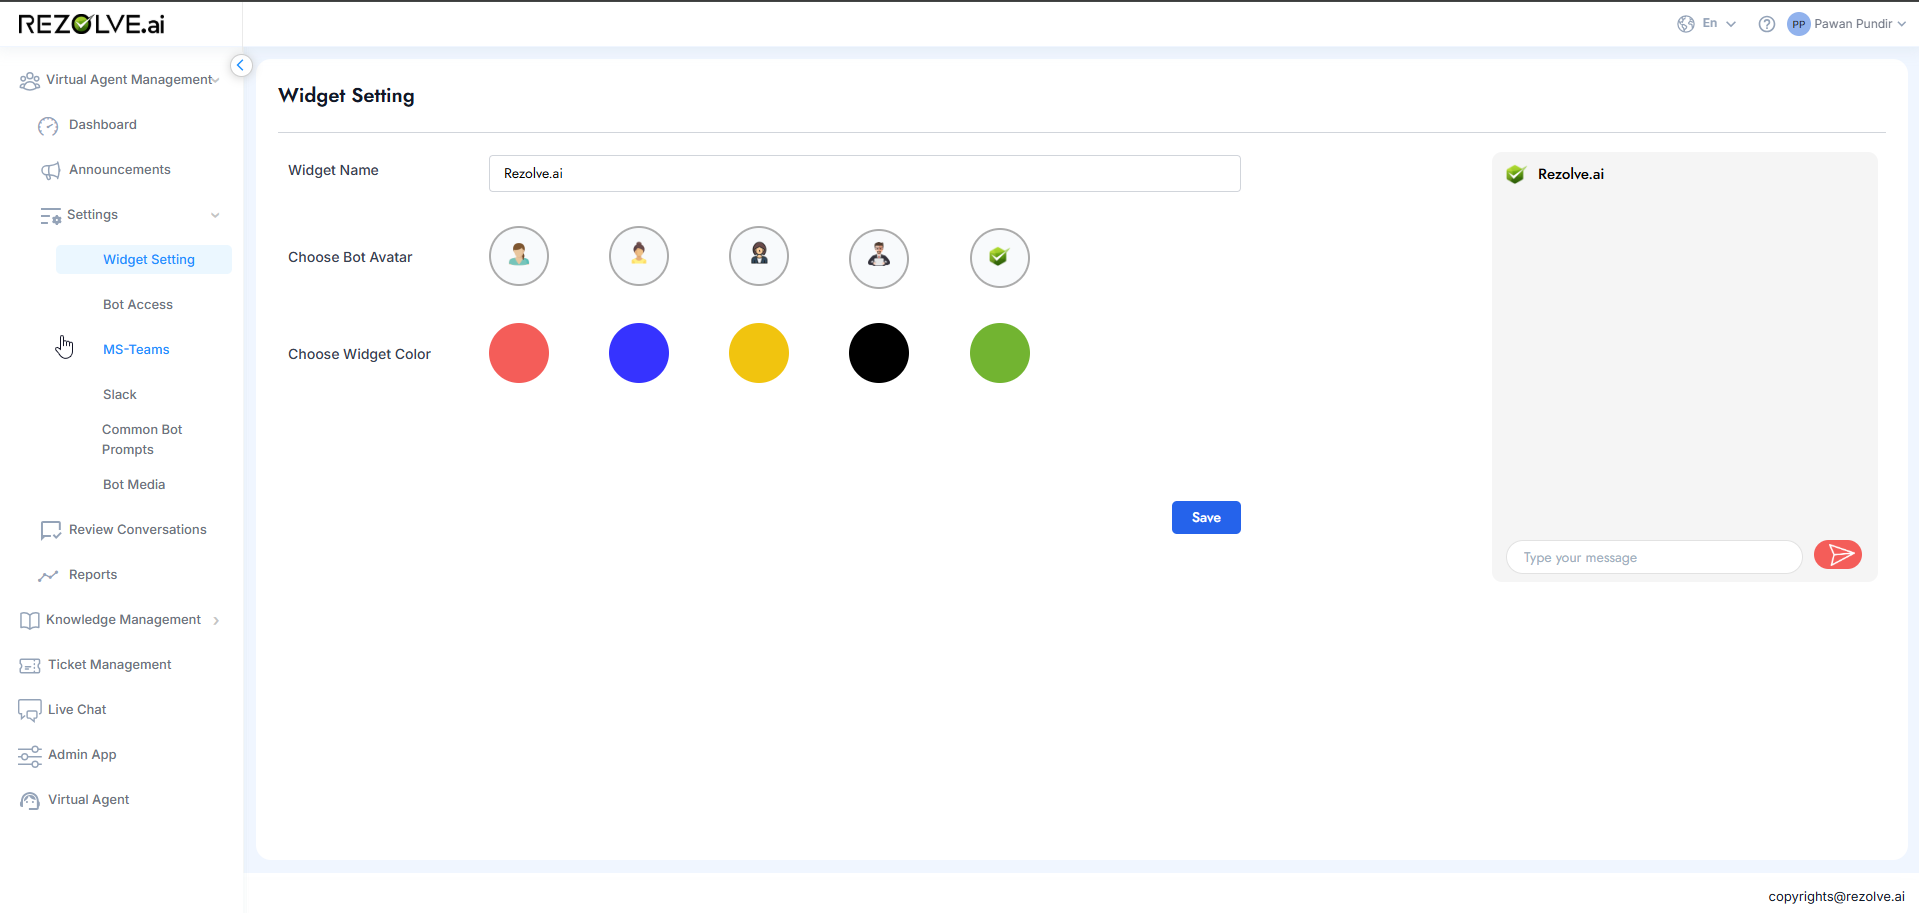 REZOLVE.ai
En
PP
Pawan Pundir
Virtual Agent Management
Dashboard
Announcements
Settings
Widget Setting
Bot Access
MS-Teams
Slack
Common Bot
Prompts
Bot Media
Review Conversations
Reports
Knowledge Management
Ticket Management
Live Chat
Admin App
Virtual Agent
Widget Setting
Widget Name
Rezolve.ai
Choose Bot Avatar
Choose Widget Color
Save
Rezolve.ai
Type your message
copyrights@rezolve.ai